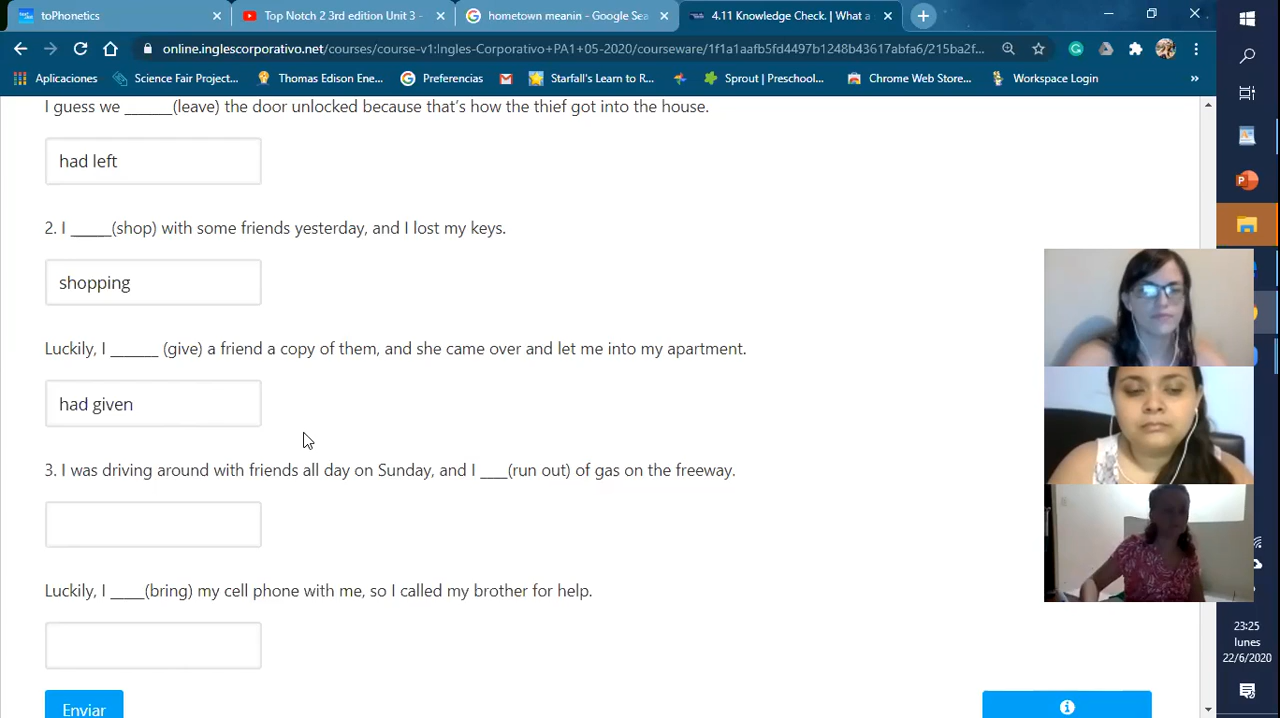 toPhonetics
Top Notch 2 3rd edition Unit 3 -
hometown meanin - Google Sea
4.11 Knowledge Check. | What a
online.inglescorporativo.net/courses/course-v1:Ingles-Corporativo+PA1+05-2020/courseware/1f1a1aafb5fd4497b1248b43617abfa6/215ba2f...
Aplicaciones
Science Fair Project...
Thomas Edison Ene...
Preferencias
Starfall's Learn to R...
Sprout | Preschool...
Chrome Web Store...
Workspace Login
»
I guess we ______(leave) the door unlocked because that's how the thief got into the house.
had left
2. I _____(shop) with some friends yesterday, and I lost my keys.
shopping
Luckily, I ______ (give) a friend a copy of them, and she came over and let me into my apartment.
had given
3. I was driving around with friends all day on Sunday, and I ___(run out) of gas on the freeway.
Luckily, I ____(bring) my cell phone with me, so I called my brother for help.
Enviar
23:25
lunes
22/6/2020